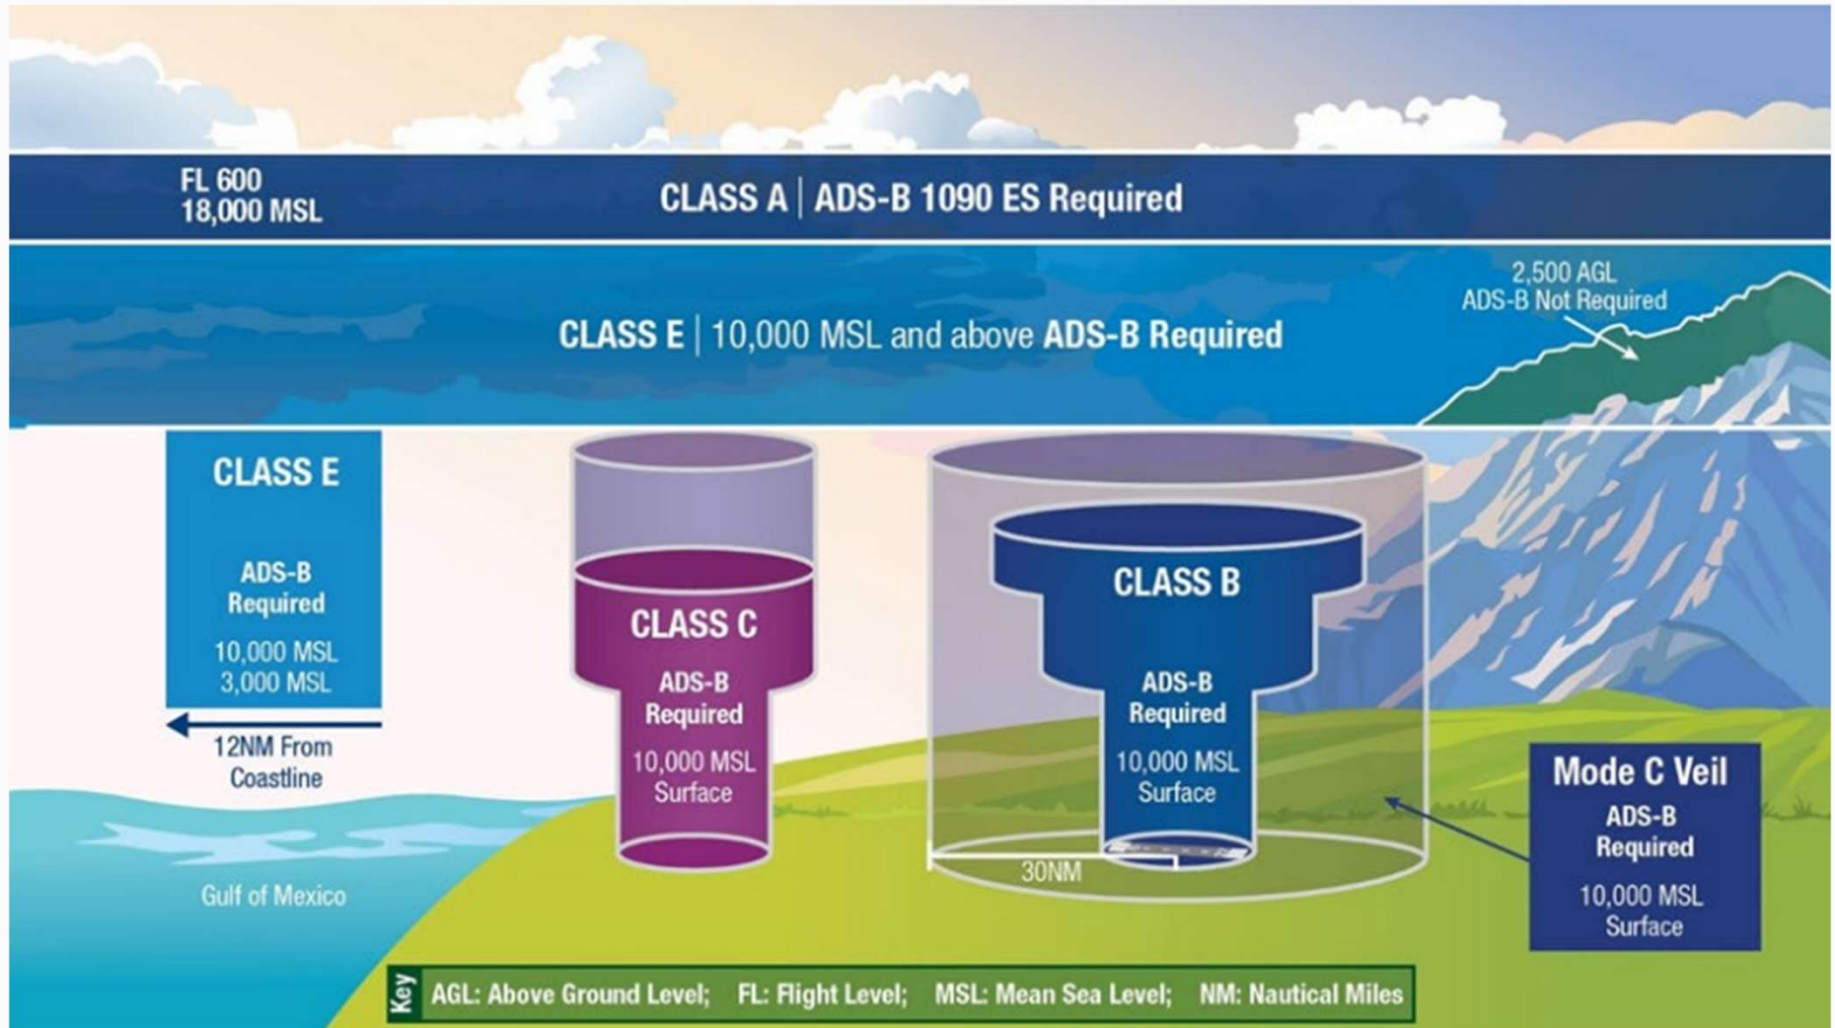 FL 600
18,000 MSL
CLASS A | ADS-B 1090 ES Required
2,500 AGL
ADS-B Not Required
CLASS E | 10,000 MSL and above ADS-B Required
CLASS E
ADS-B
Required
10,000 MSL
3,000 MSL
12NM From
Coastline
Gulf of Mexico
CLASS C
ADS-B
Required
10,000 MSL
Surface
CLASS B
ADS-B
Required
10,000 MSL
Surface
30NM
Mode C Veil
ADS-B
Required
10,000 MSL
Surface
Key
AGL: Above Ground Level; FL: Flight Level; MSL: Mean Sea Level; NM: Nautical Miles